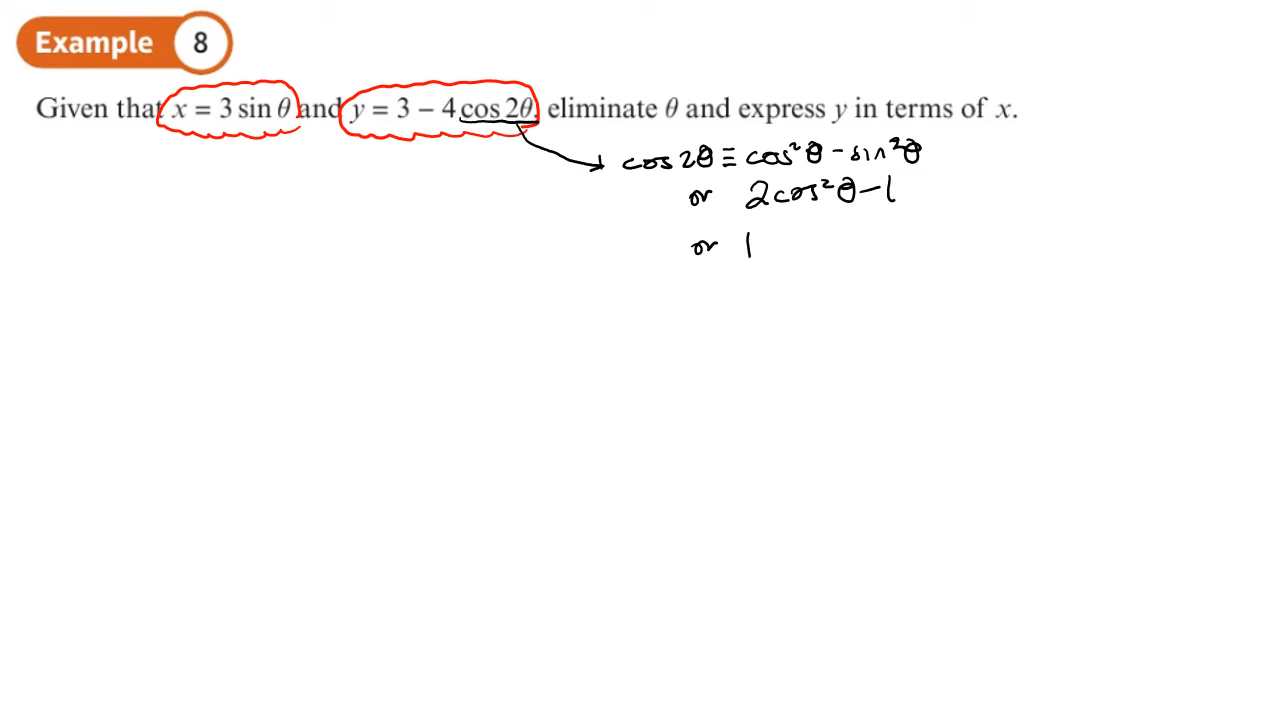 Example 8
Given that x = 3 sin θ and y = 3 − 4 cos 2θ, eliminate θ and express y in terms of x.
cos 2θ ≡ cos²θ − sin²θ
or 2cos²θ − 1
or 1